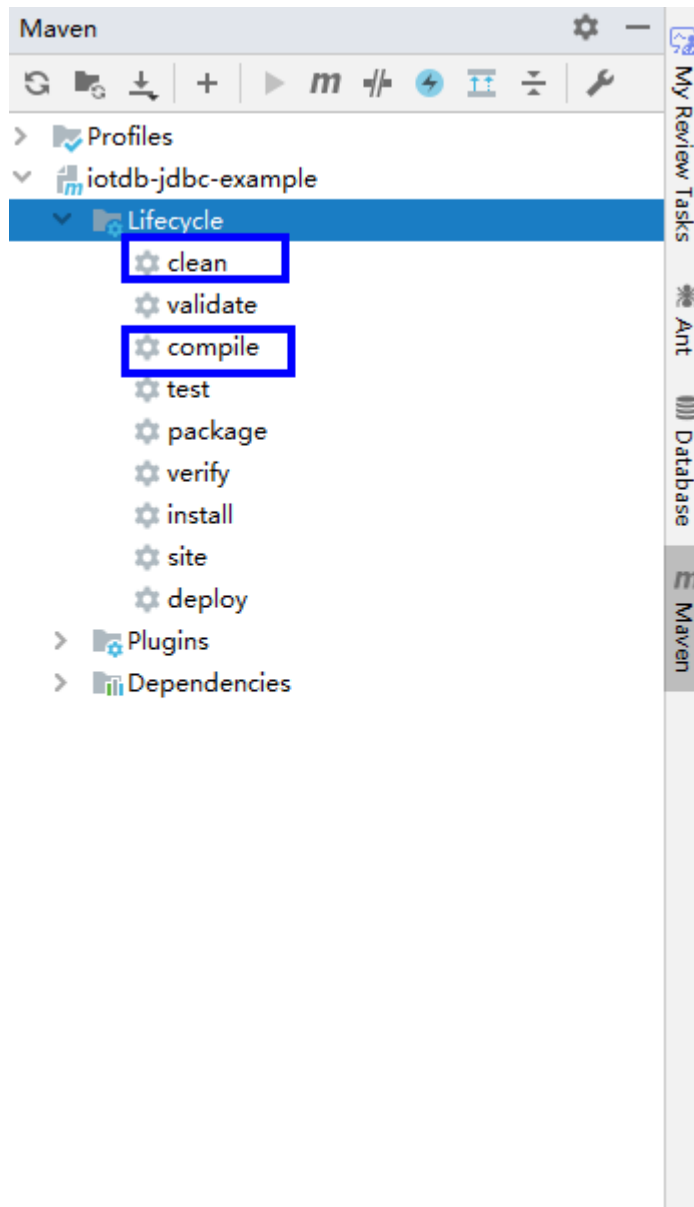 Maven
m
Profiles
iotdb-jdbc-example
Lifecycle
clean
validate
compile
test
package
verify
install
site
deploy
Plugins
Dependencies
My Review Tasks
Ant
Database
m Maven